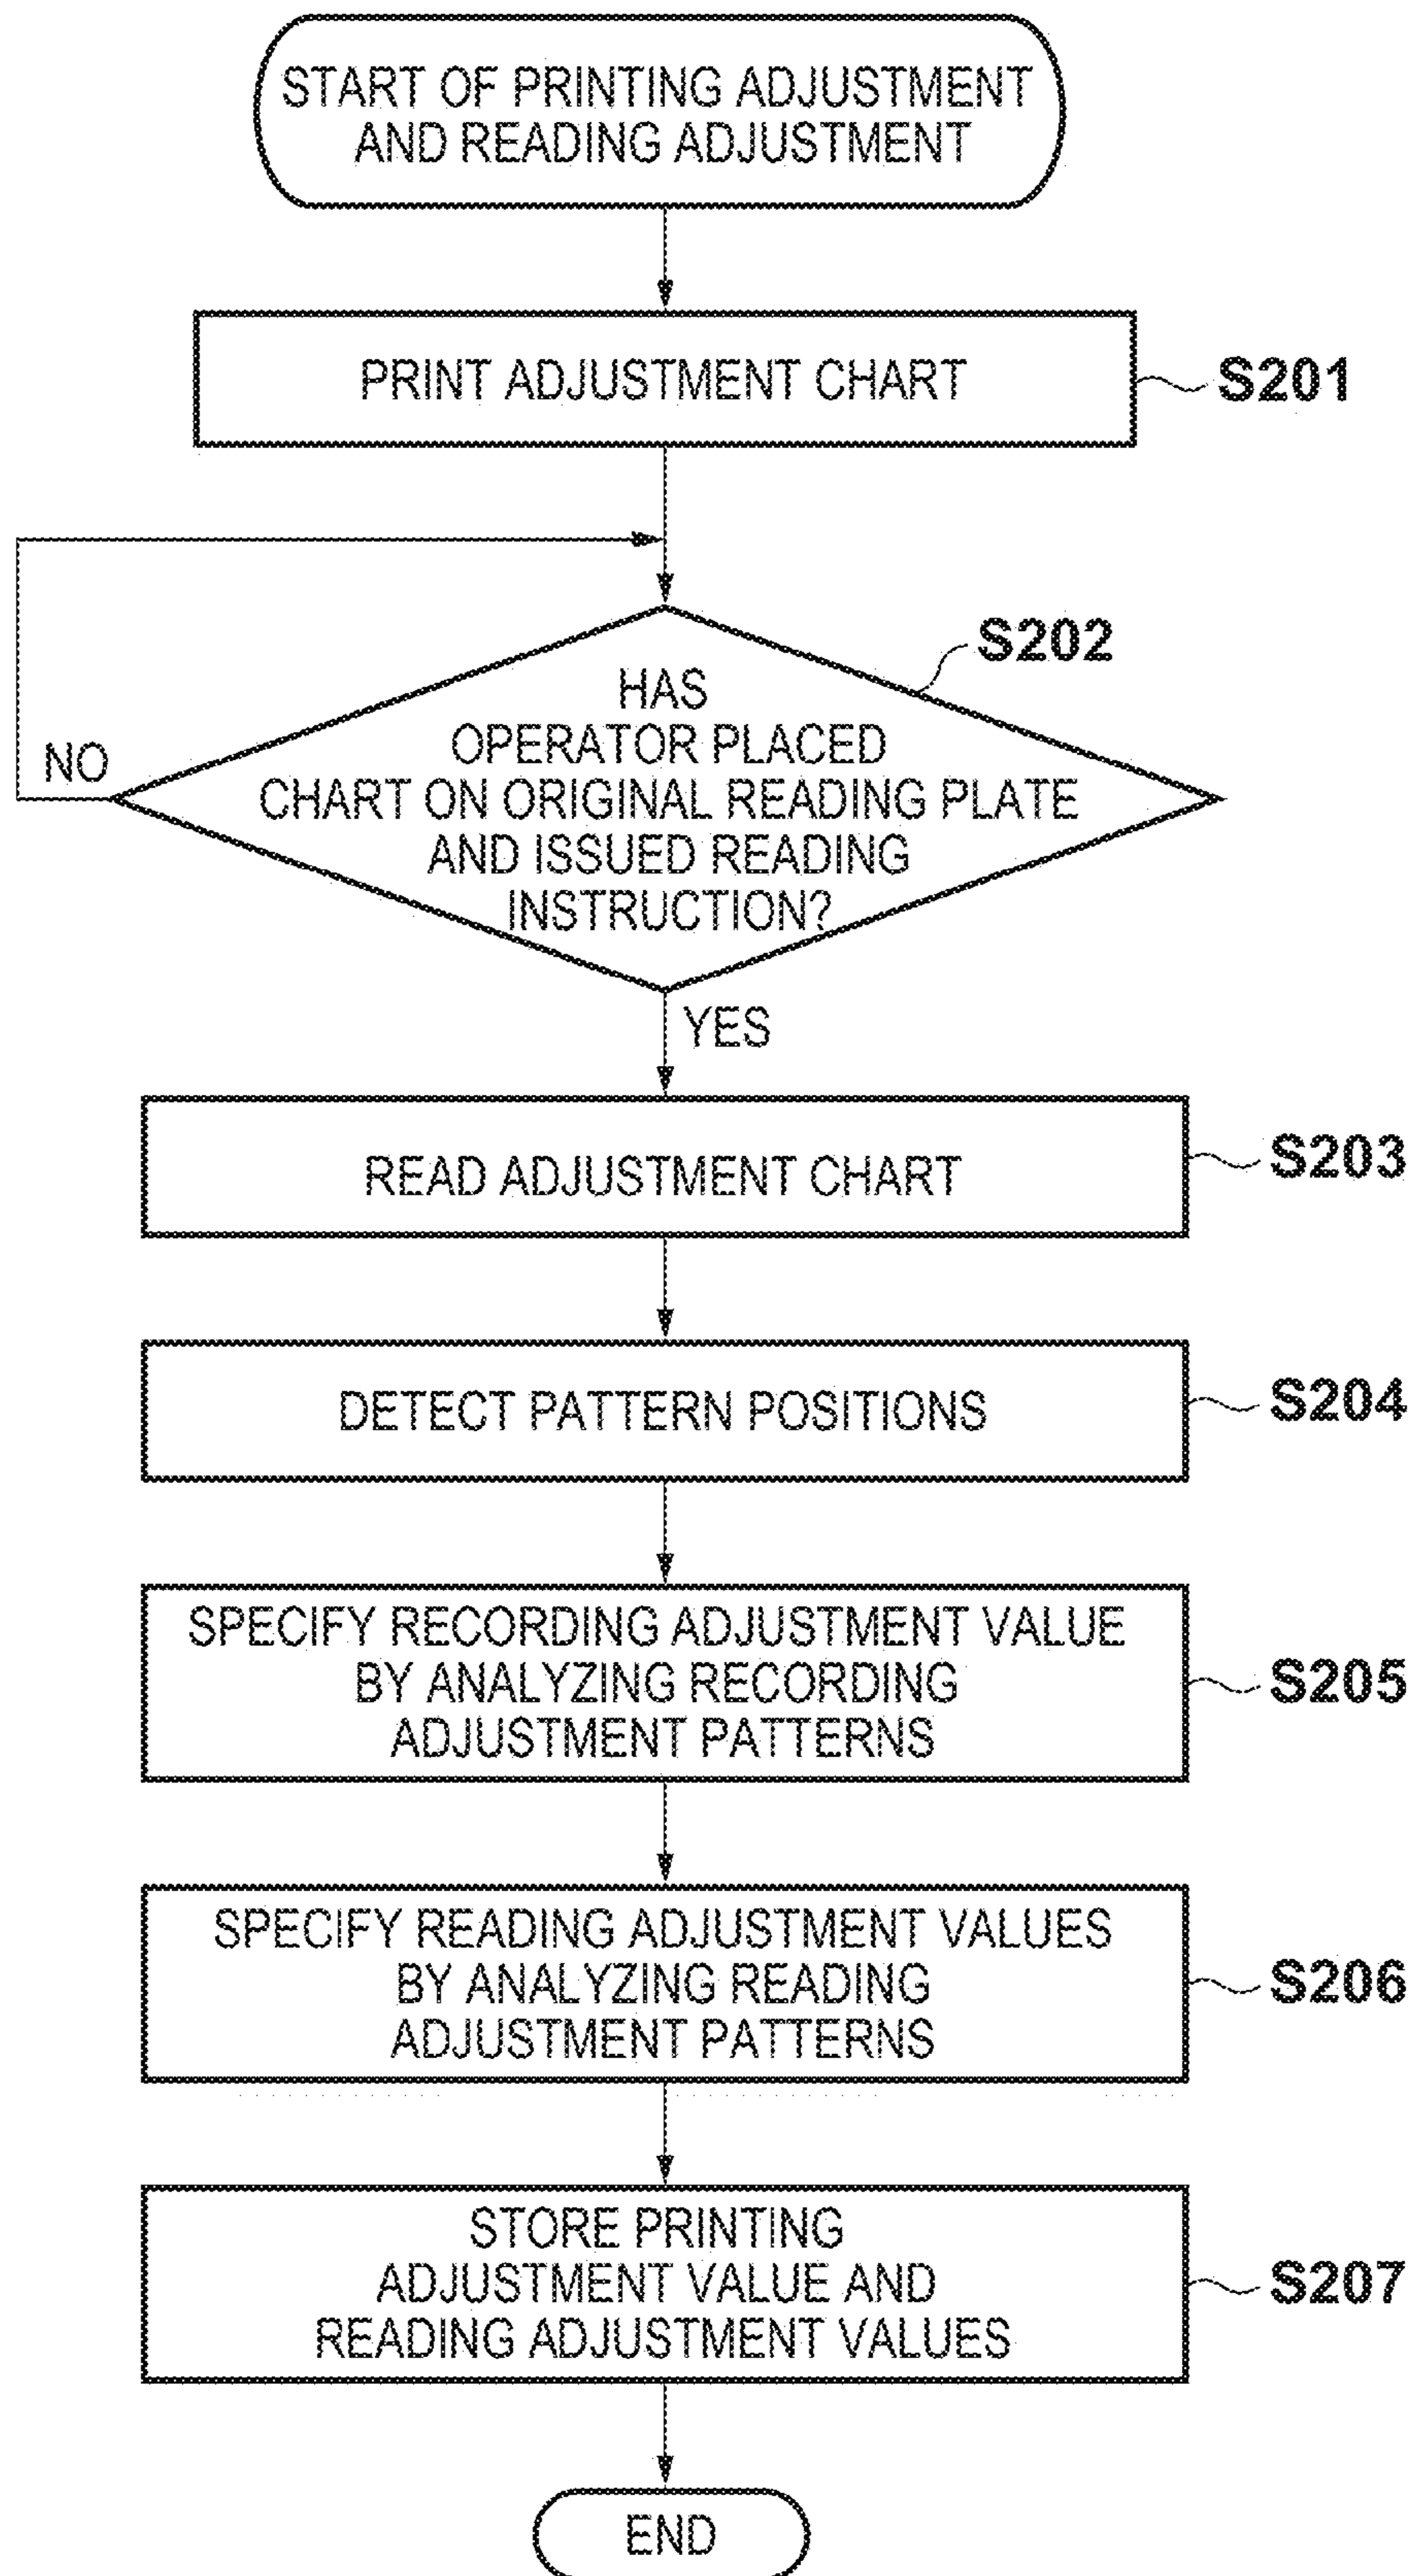 START OF PRINTING ADJUSTMENT
AND READING ADJUSTMENT
PRINT ADJUSTMENT CHART
S201
S202
HAS
OPERATOR PLACED
CHART ON ORIGINAL READING PLATE
AND ISSUED READING
INSTRUCTION?
NO
YES
READ ADJUSTMENT CHART
S203
DETECT PATTERN POSITIONS
S204
SPECIFY RECORDING ADJUSTMENT VALUE
BY ANALYZING RECORDING
ADJUSTMENT PATTERNS
S205
SPECIFY READING ADJUSTMENT VALUES
BY ANALYZING READING
ADJUSTMENT PATTERNS
S206
STORE PRINTING
ADJUSTMENT VALUE AND
READING ADJUSTMENT VALUES
S207
END